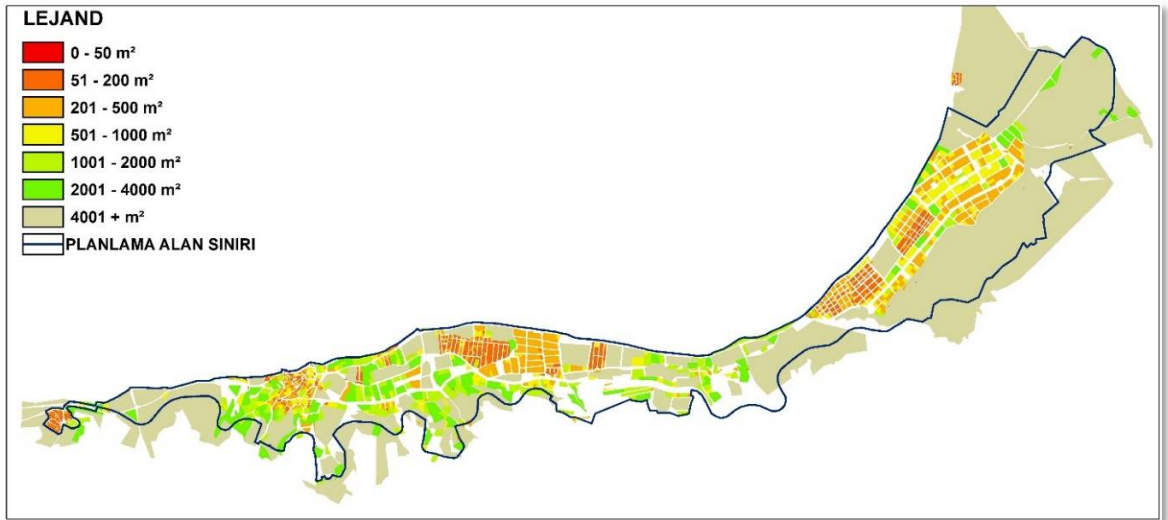 LEJAND
0 - 50 m²
51 - 200 m²
201 - 500 m²
501 - 1000 m²
1001 - 2000 m²
2001 - 4000 m²
4001 + m²
PLANLAMA ALAN SINIRI